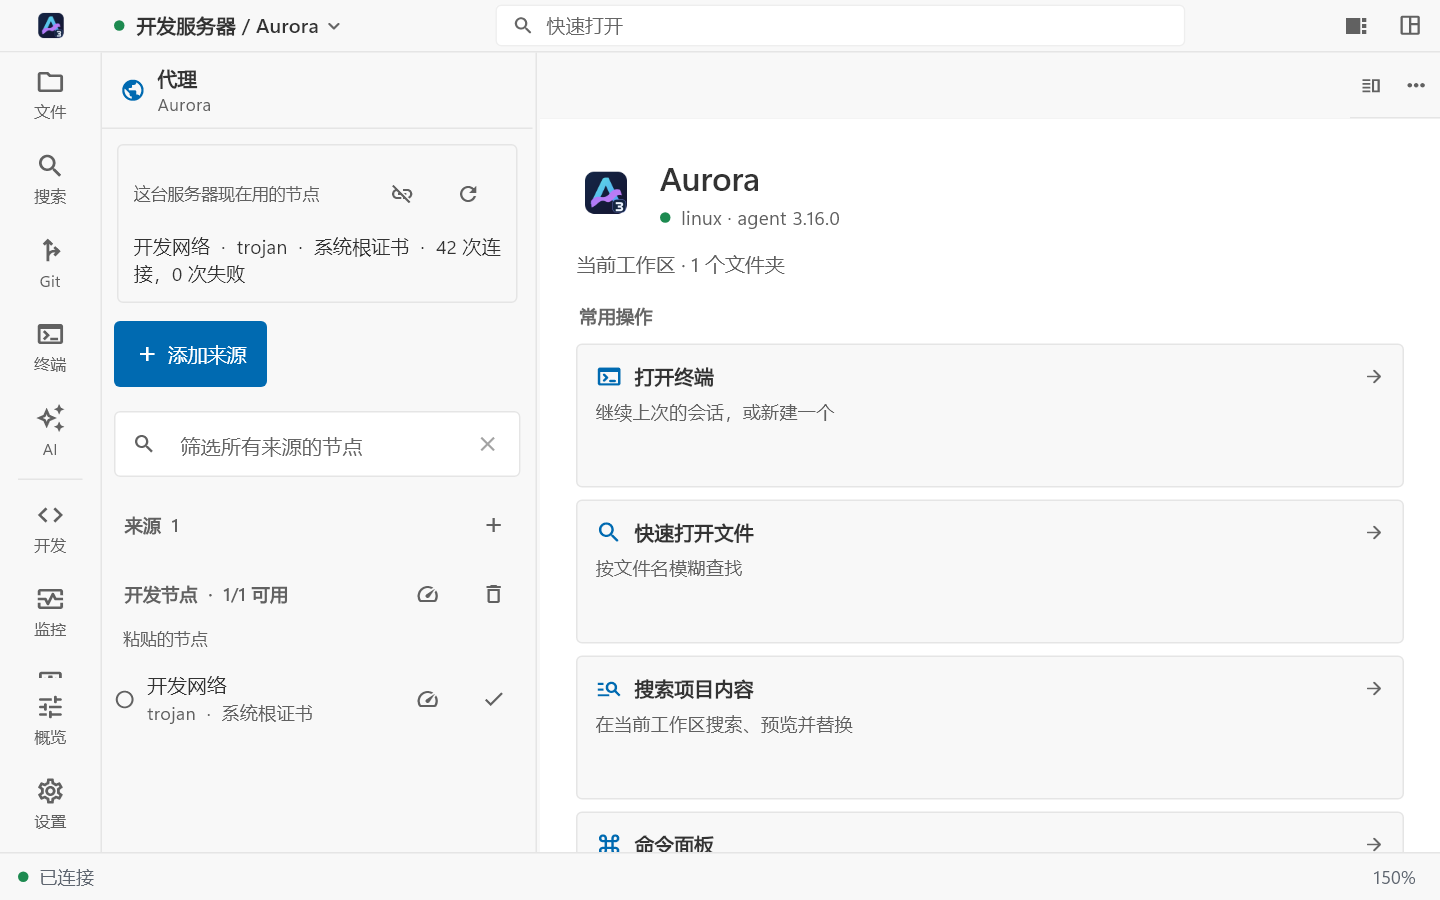 开发服务器 / Aurora
快速打开
文件
搜索
Git
终端
AI
开发
监控
概览
设置
代理
Aurora
这台服务器现在用的节点
开发网络 · trojan · 系统根证书 · 42 次连
接，0 次失败
添加来源
筛选所有来源的节点
来源 1
开发节点 · 1/1 可用
粘贴的节点
开发网络
trojan · 系统根证书
Aurora
linux · agent 3.16.0
当前工作区 · 1 个文件夹
常用操作
打开终端
继续上次的会话，或新建一个
快速打开文件
按文件名模糊查找
搜索项目内容
在当前工作区搜索、预览并替换
命令面板
已连接
150%